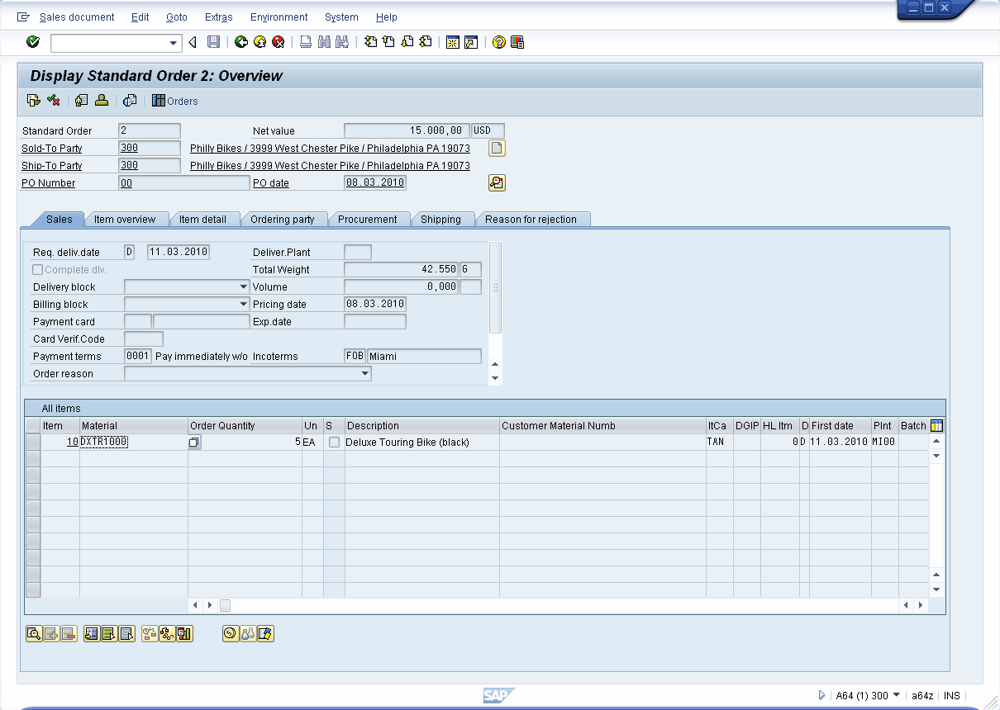 Sales document Edit Goto Extras Environment System Help
Display Standard Order 2: Overview
Orders
Standard Order 2 Net value 15.000,00 USD
Sold-To Party 300 Philly Bikes / 3999 West Chester Pike / Philadelphia PA 19073
Ship-To Party 300 Philly Bikes / 3999 West Chester Pike / Philadelphia PA 19073
PO Number 00 PO date 08.03.2010
Sales Item overview Item detail Ordering party Procurement Shipping Reason for rejection
Req. deliv.date D 11.03.2010 Deliver.Plant
Complete dlv. Total Weight 42.550 G
Delivery block Volume 0,000
Billing block Pricing date 08.03.2010
Payment card Exp.date
Card Verif.Code
Payment terms 0001 Pay immediately w/o Incoterms FOB Miami
Order reason
All items
Item Material Order Quantity Un S Description Customer Material Numb ItCa DGIP HL Itm D First date Plnt Batch
10 DXTR1000 5 EA Deluxe Touring Bike (black) TAN 0 D 11.03.2010 MI00
SAP A64 (1) 300 a64z INS